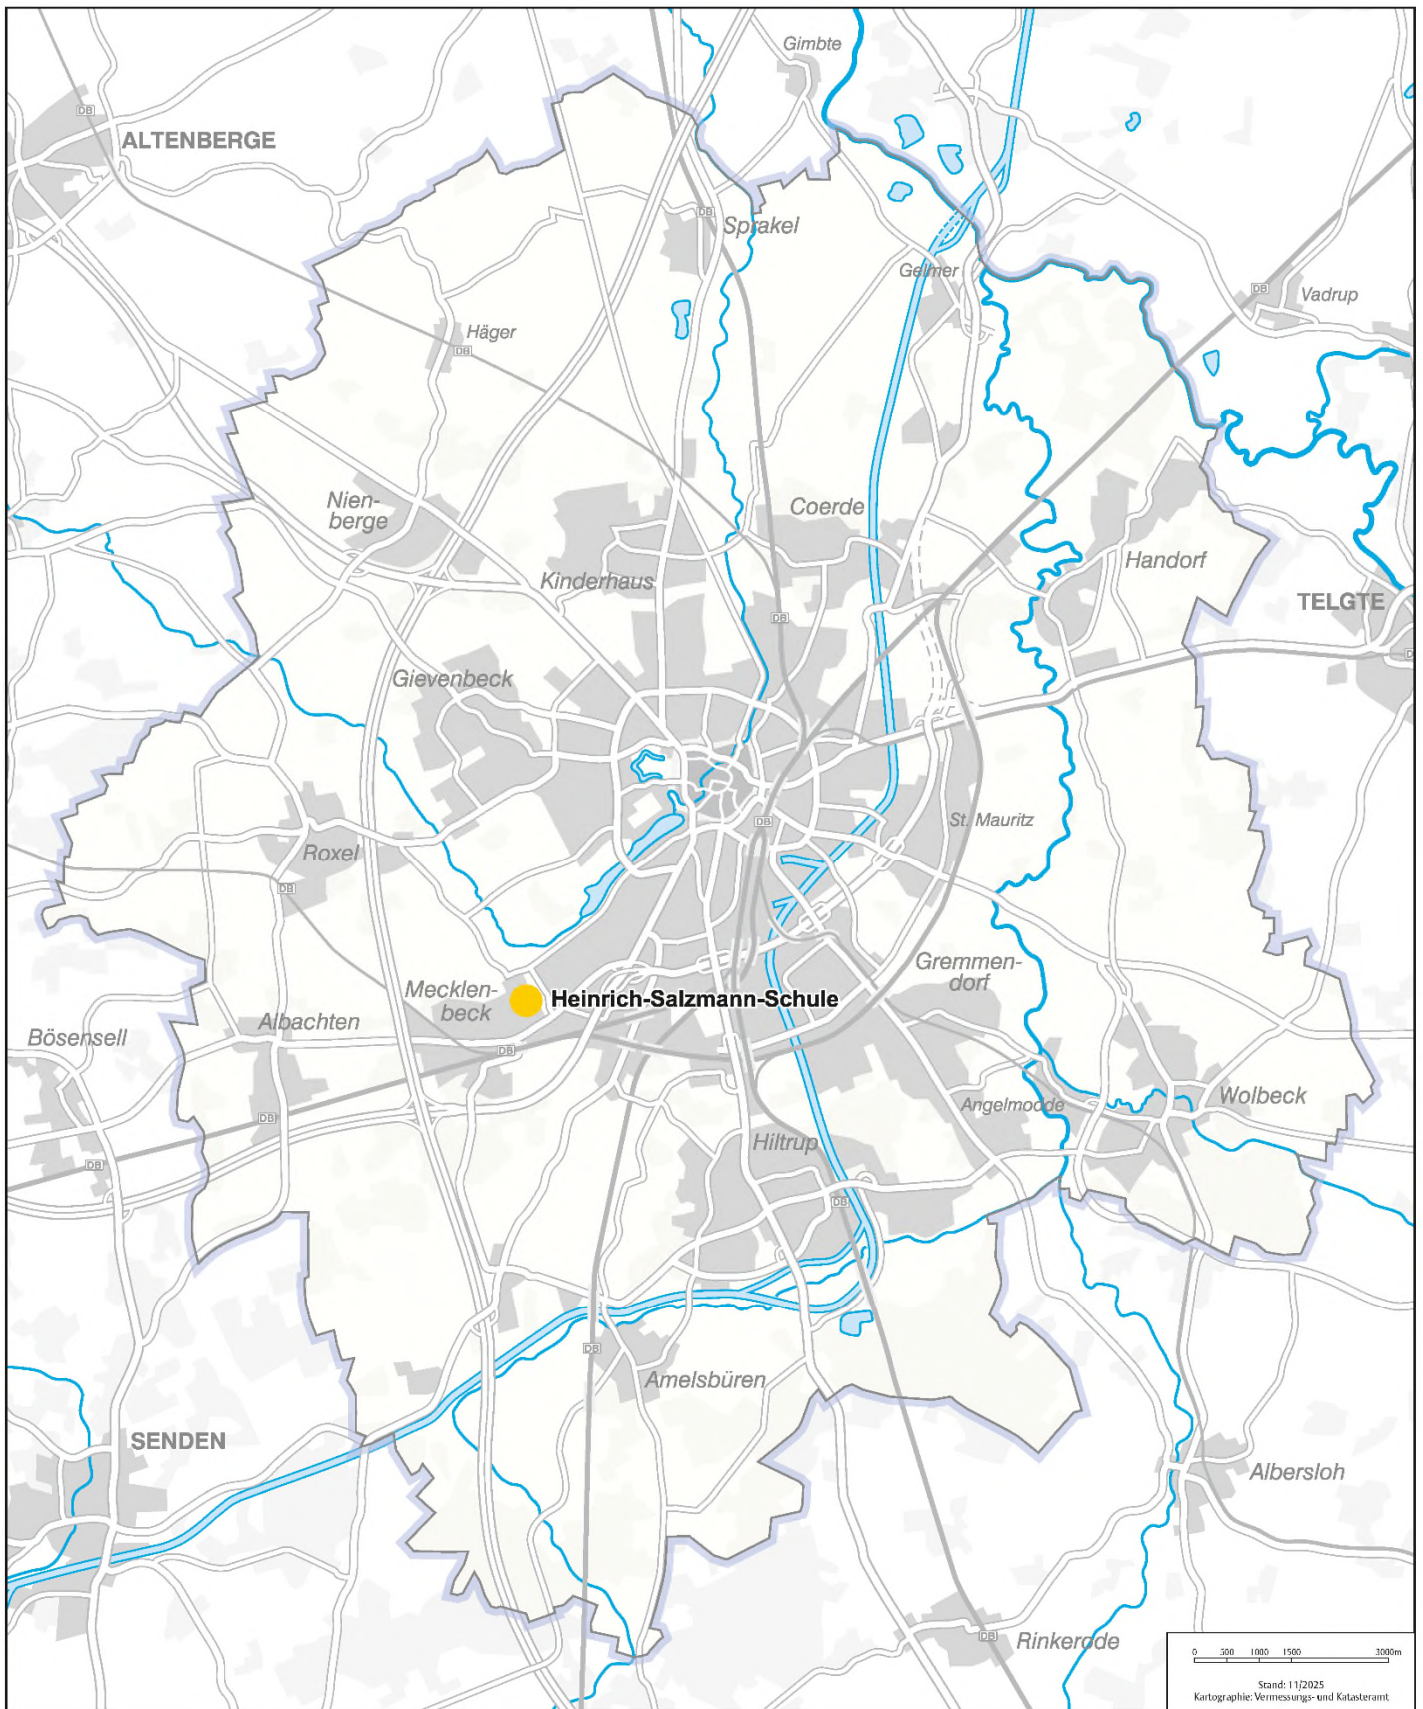 Gimbte
DB
ALTENBERGE
DB
Sprakel
Gelmer
DB
Vadrup
Häger
DB
Nien-
berge
Coerde
Kinderhaus
Handorf
TELGTE
DB
Gievenbeck
DB
St. Mauritz
Roxel
DB
Gremmen-
dorf
Mecklen-
beck
Heinrich-Salzmann-Schule
Albachten
Bösensell
DB
Wolbeck
Angelmodde
DB
Hiltrup
DB
DB
DB
Amelsbüren
SENDEN
Albersloh
DB
Rinkerode
0 500 1000 1500 3000m
Stand: 11/2025
Kartographie: Vermessungs- und Katasteramt